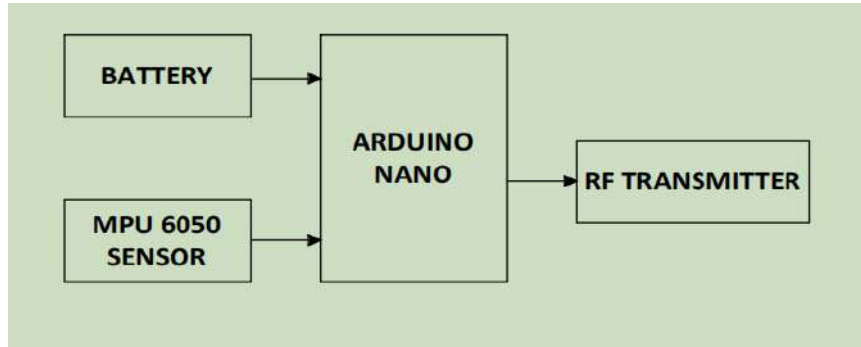 BATTERY
MPU 6050
SENSOR
ARDUINO
NANO
RF TRANSMITTER